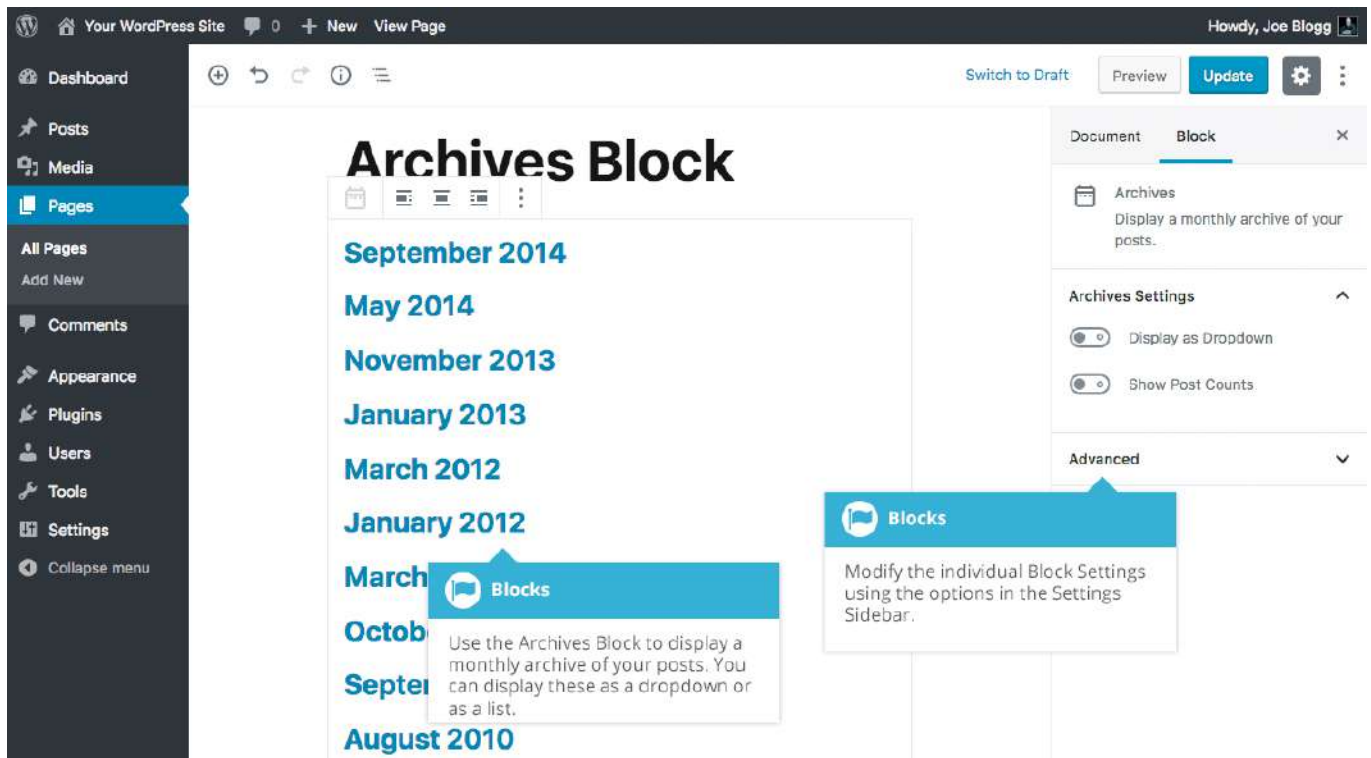 Your WordPress Site 0 New View Page Howdy, Joe Blogg
Dashboard
Posts
Media
Pages
All Pages
Add New
Comments
Appearance
Plugins
Users
Tools
Settings
Collapse menu
Switch to Draft Preview Update
Archives Block
September 2014
May 2014
November 2013
January 2013
March 2012
January 2012
March
Octob
Septe
August 2010
Blocks
Use the Archives Block to display a
monthly archive of your posts. You
can display these as a dropdown or
as a list.
Document Block
Archives
Display a monthly archive of your
posts.
Archives Settings
Display as Dropdown
Show Post Counts
Advanced
Blocks
Modify the individual Block Settings
using the options in the Settings
Sidebar.